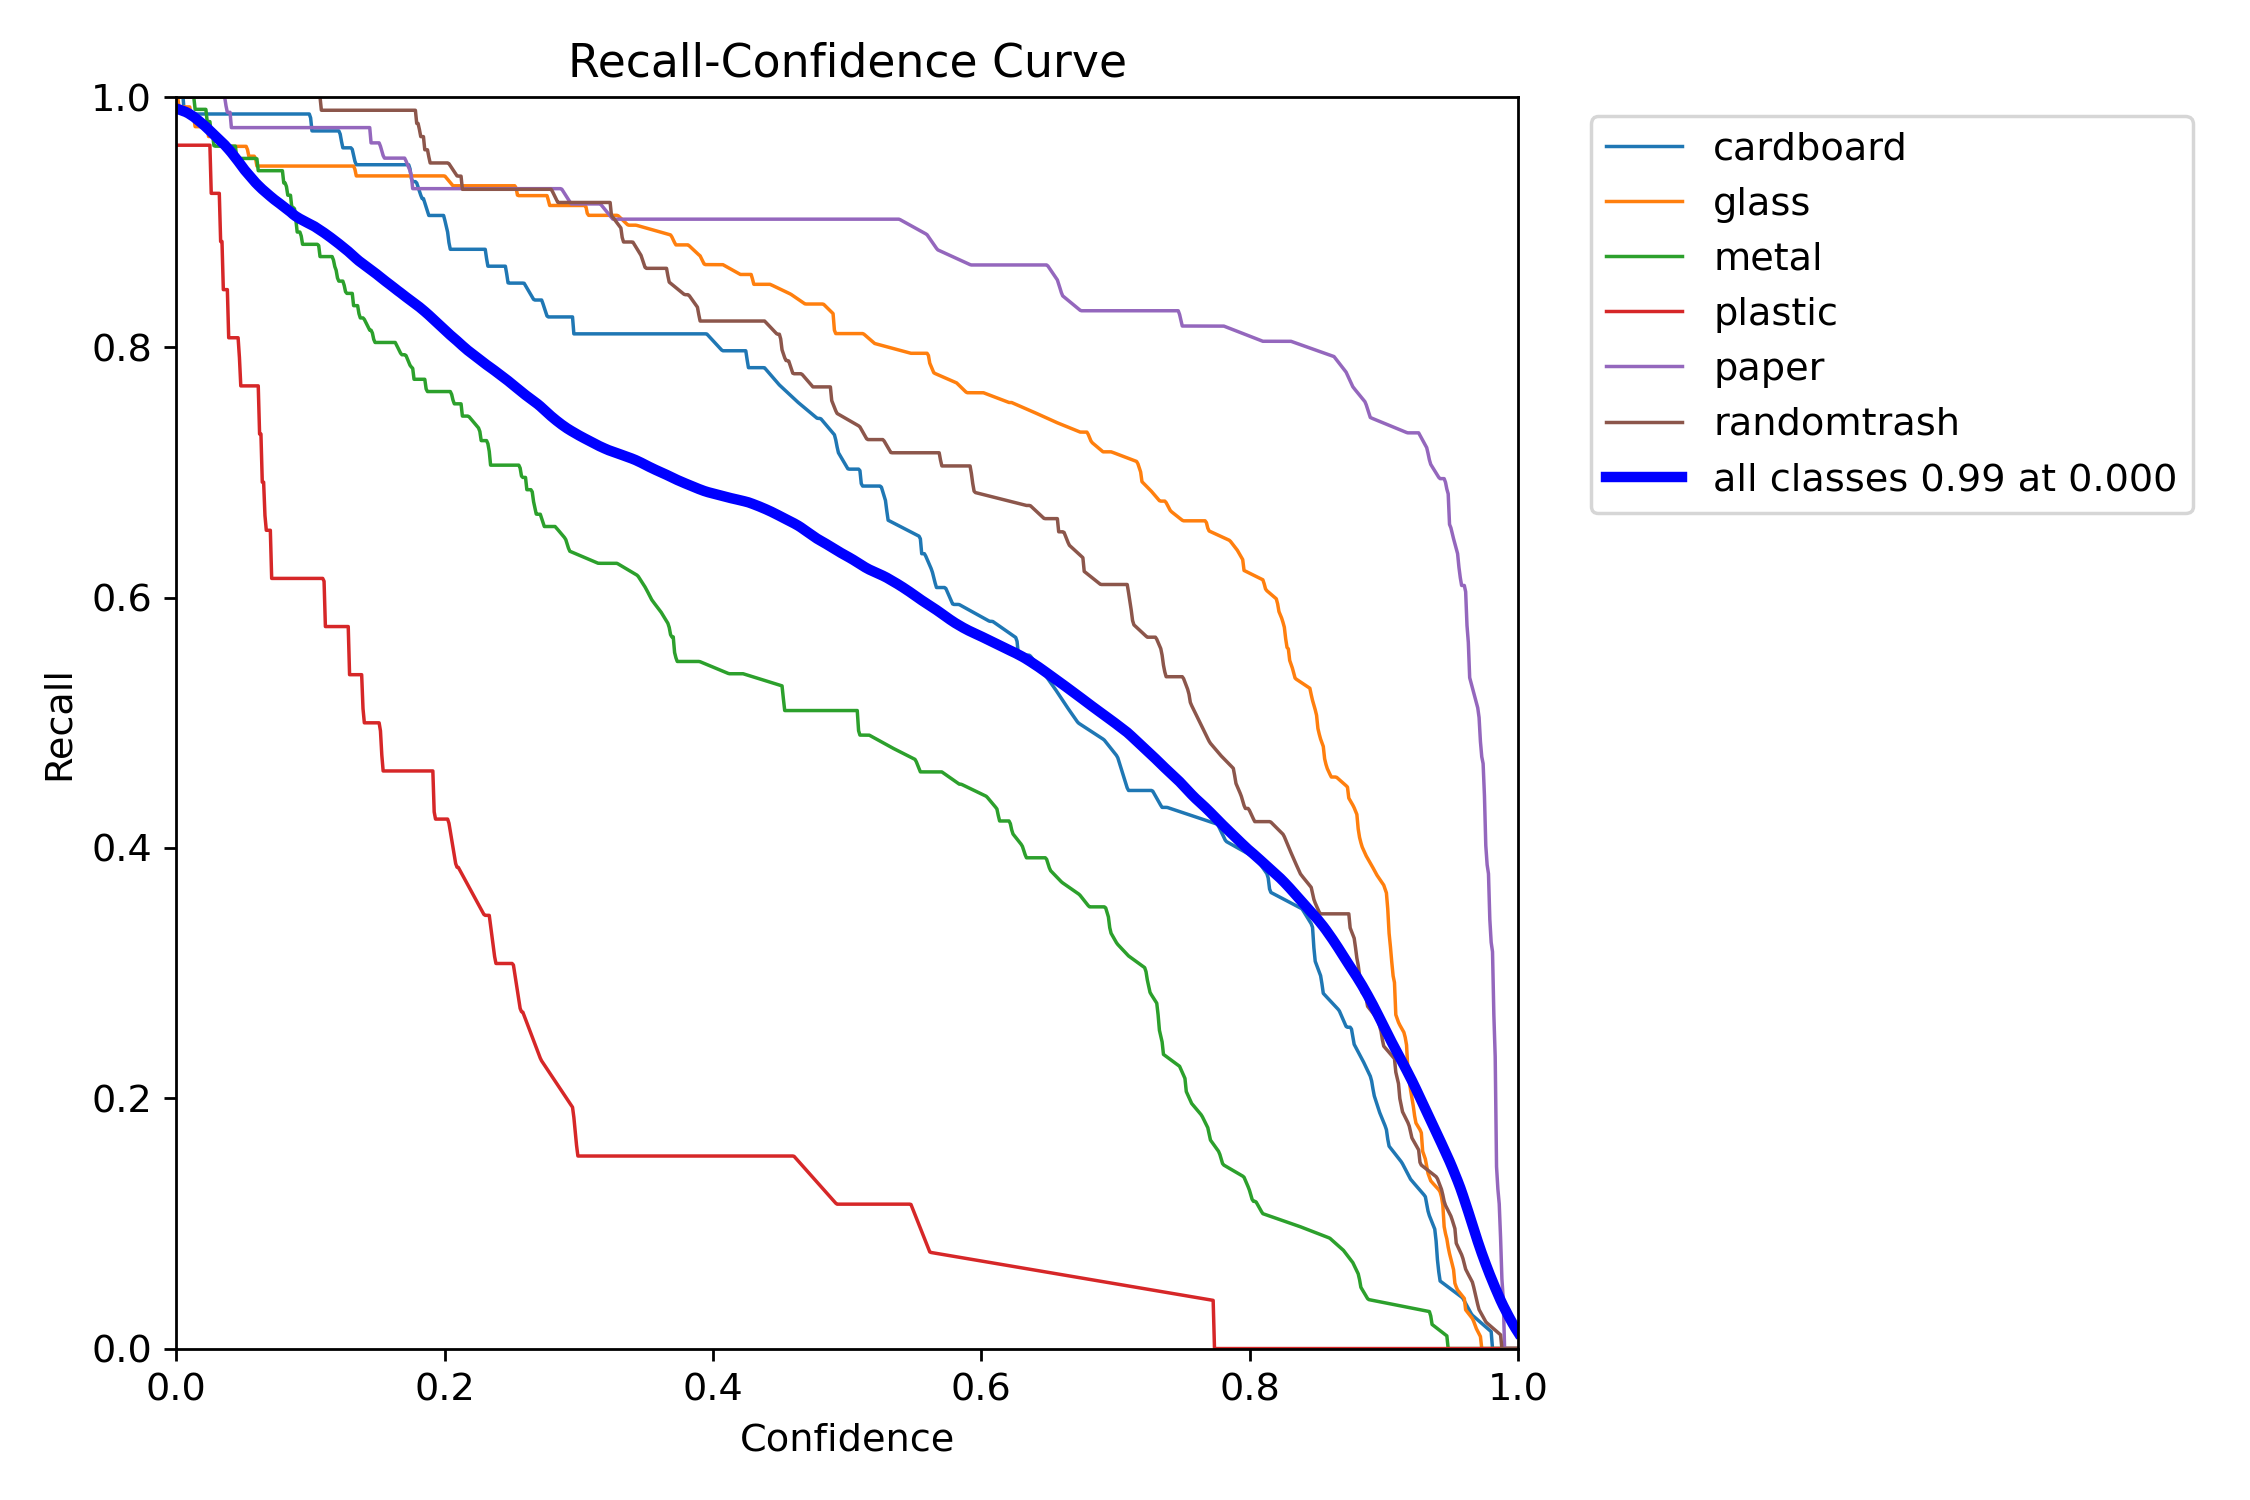 Recall-Confidence Curve
1.0
0.8
0.6
0.4
0.2
0.0
Recall
0.0 0.2 0.4 0.6 0.8 1.0
Confidence
cardboard
glass
metal
plastic
paper
randomtrash
all classes 0.99 at 0.000